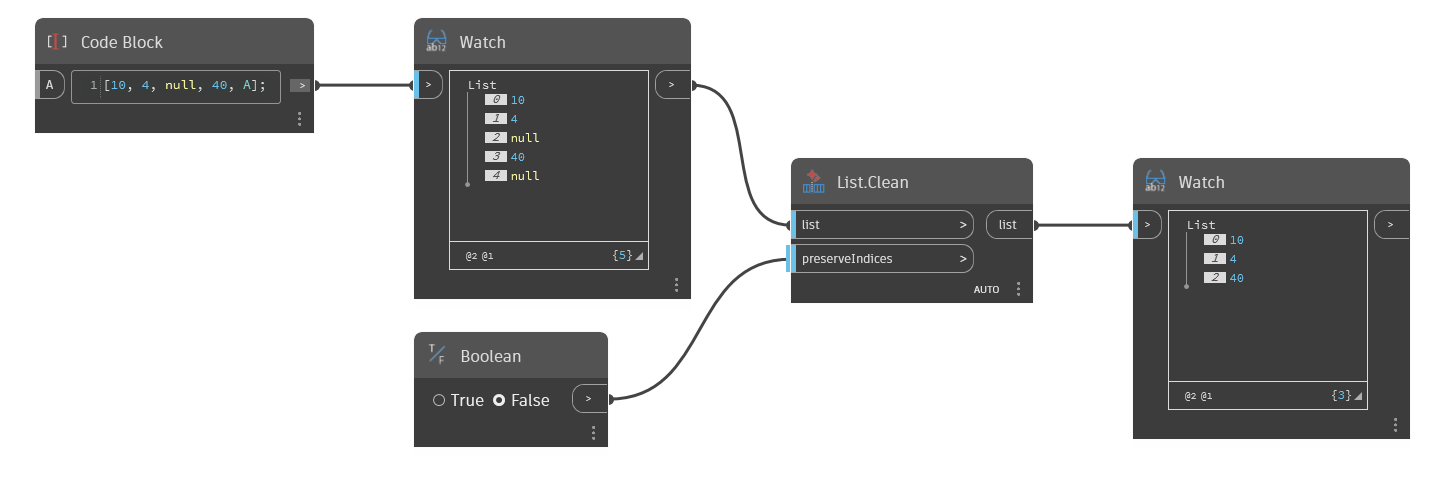 Code Block
A
1 [10, 4, null, 40, A];
>
Watch
>
List
0 10
1 4
2 null
3 40
4 null
@2 @1
{5}
>
Boolean
T/F
True
False
>
List.Clean
list >
preserveIndices >
list
AUTO
Watch
ab12
>
List
0 10
1 4
2 40
@2 @1
{3}
>
ab12